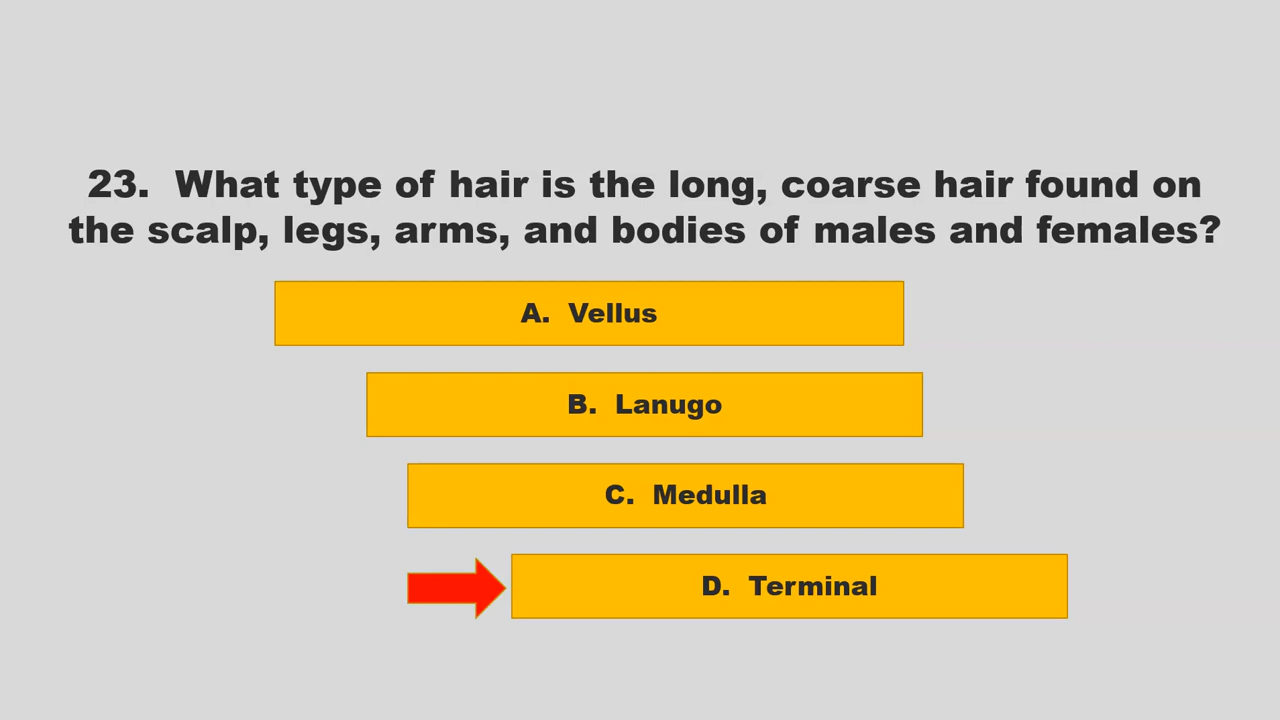 23.  What type of hair is the long, coarse hair found on
the scalp, legs, arms, and bodies of males and females?
A.  Vellus
B.  Lanugo
C.  Medulla
D.  Terminal